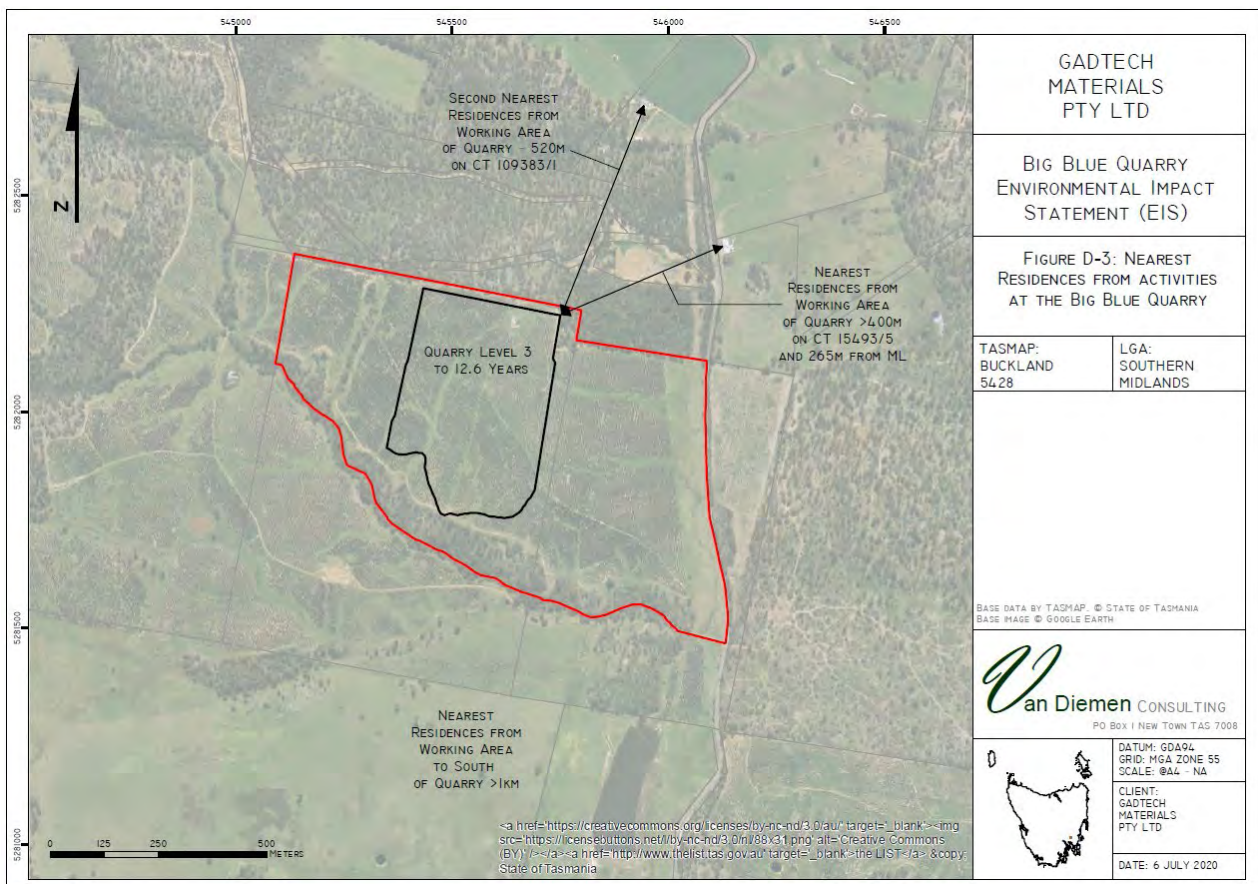 545000
545500
546000
546500
5282500
5282000
5281500
5281000
N
Second Nearest
Residences from
Working Area
of Quarry - 520m
on CT 109383/1
Nearest
Residences from
Working Area
of Quarry >400m
on CT 15493/5
and 265m from ML
Quarry Level 3
to 12.6 Years
Nearest
Residences from
Working Area
to South
of Quarry >1km
0 125 250 500
Meters
<a href='https://creativecommons.org/licenses/by-nc-nd/3.0/au/' target='_blank'><img
src='https://licensebuttons.net/l/by-nc-nd/3.0/nl/88x31.png' alt='Creative Commons
(BY)' /></a><a href='http://www.thelist.tas.gov.au' target='_blank'>the LIST</a> &copy
State of Tasmania
GADTECH
MATERIALS
PTY LTD
Big Blue Quarry
Environmental Impact
Statement (EIS)
Figure D-3: Nearest
Residences from activities
at the Big Blue Quarry
TASMAP:
BUCKLAND
5428
LGA:
SOUTHERN
MIDLANDS
Base data by TASMAP. © State of Tasmania
Base image © Google Earth
Van Diemen Consulting
PO Box 1 New Town TAS 7008
DATUM: GDA94
GRID: MGA ZONE 55
SCALE: @A4 - NA
CLIENT:
GADTECH
MATERIALS
PTY LTD
DATE: 6 JULY 2020